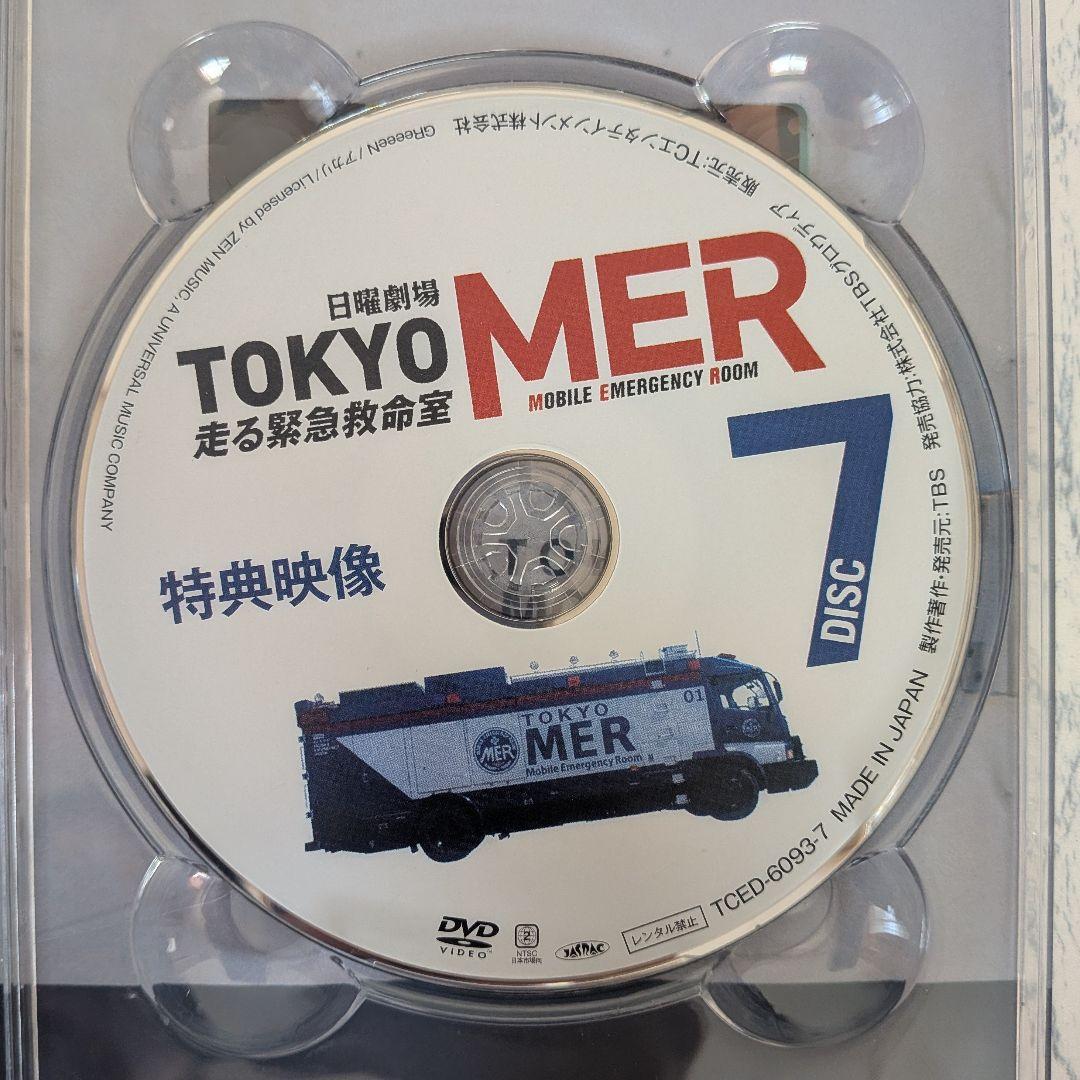 日曜劇場
TOKYO MER
MOBILE EMERGENCY ROOM
走る緊急救命室
7
DISC
特典映像
01
TOKYO
MER
MER
Mobile Emergency Room
DVD
VIDEO
2
NTSC
日本市場向
JASRAC
レンタル禁止
TCED-6093-7 MADE IN JAPAN 製作著作・発売元:TBS 発売協力:株式会社TBSグロウディア 販売元:TCエンタテインメント株式会社
GReeeeN / アカリ / Licensed by ZEN MUSIC, A UNIVERSAL MUSIC COMPANY